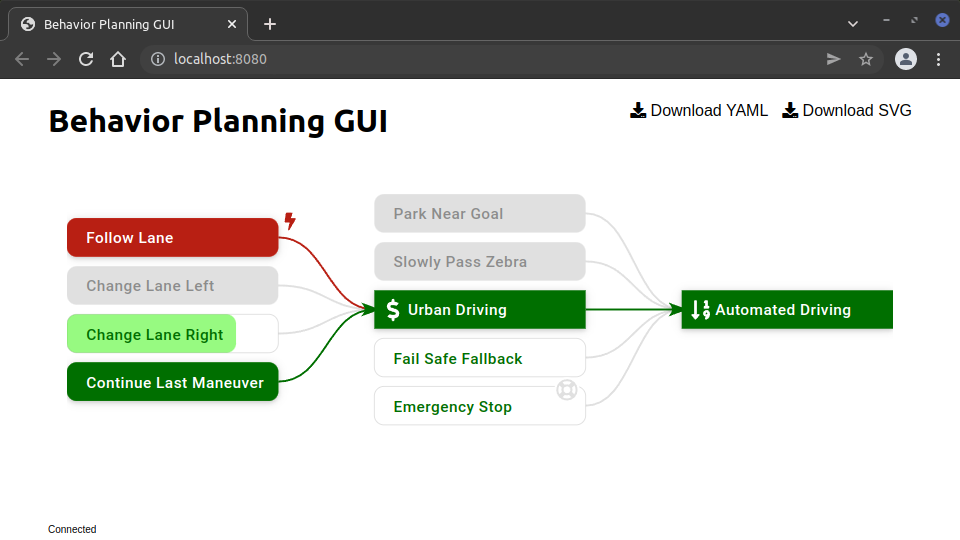 Behavior Planning GUI
localhost:8080
Behavior Planning GUI
Download YAML
Download SVG
Follow Lane
Change Lane Left
Change Lane Right
Continue Last Maneuver
Park Near Goal
Slowly Pass Zebra
$ Urban Driving
Fail Safe Fallback
Emergency Stop
1
9
Automated Driving
Connected